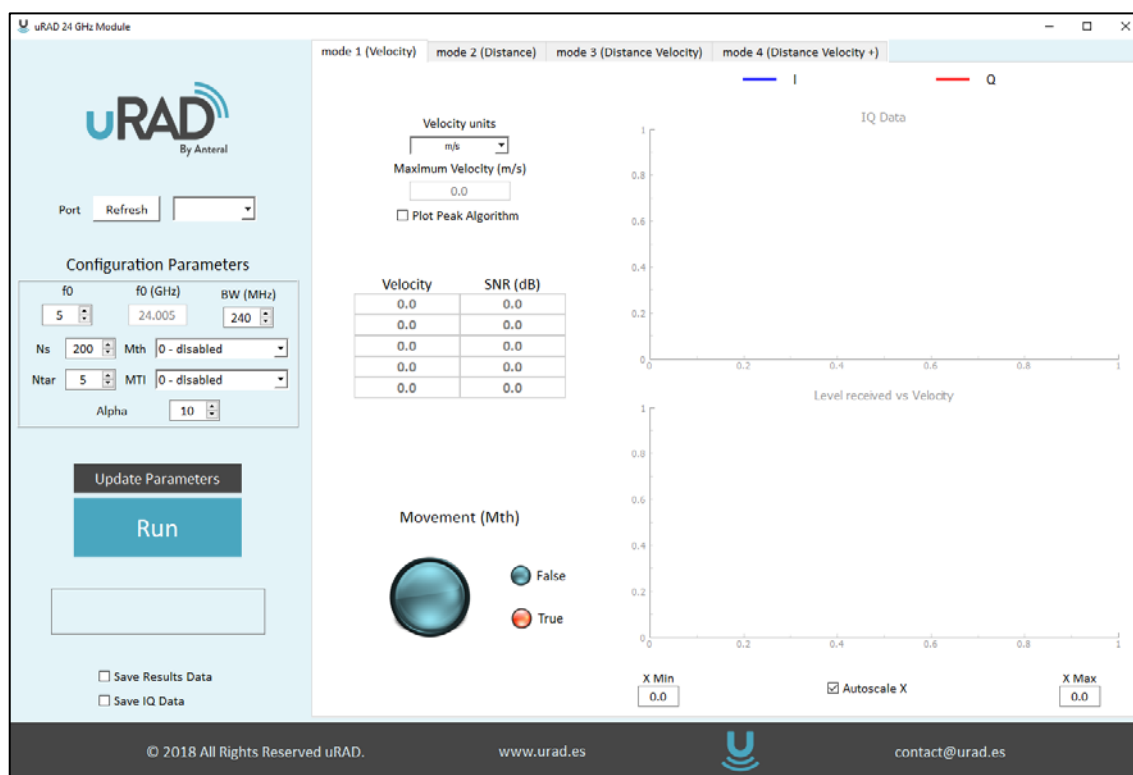 uRAD 24 GHz Module
mode 1 (Velocity) mode 2 (Distance) mode 3 (Distance Velocity) mode 4 (Distance Velocity +)
uRAD
By Anteral
Port Refresh
Configuration Parameters
f0 f0 (GHz) BW (MHz)
5 24.005 240
Ns 200 Mth 0 - disabled
Ntar 5 MTI 0 - disabled
Alpha 10
Update Parameters
Run
Save Results Data
Save IQ Data
Velocity units
m/s
Maximum Velocity (m/s)
0.0
Plot Peak Algorithm
Velocity SNR (dB)
0.0 0.0
0.0 0.0
0.0 0.0
0.0 0.0
0.0 0.0
Movement (Mth)
False
True
I Q
IQ Data
1
0.8
0.6
0.4
0.2
0
0 0.2 0.4 0.6 0.8 1
Level received vs Velocity
1
0.8
0.6
0.4
0.2
0
0 0.2 0.4 0.6 0.8 1
X Min X Max
0.0 Autoscale X 0.0
© 2018 All Rights Reserved uRAD. www.urad.es contact@urad.es